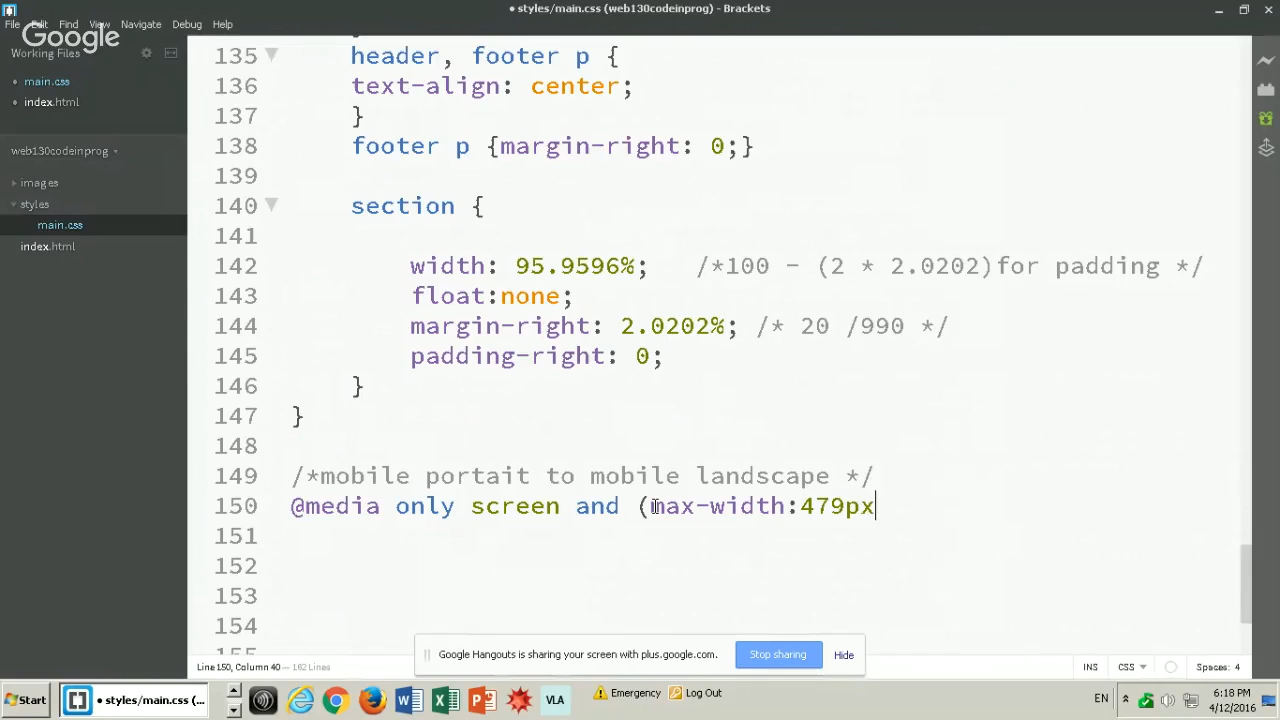 • styles/main.css (web130codeinprog) - Brackets
File Edit Find View Navigate Debug Help
Google
Working Files
• main.css
• index.html
web130codeinprog
images
styles
main.css
index.html
135 header, footer p {
136 text-align: center;
137 }
138 footer p {margin-right: 0;}
139
140 section {
141
142 width: 95.9596%; /*100 - (2 * 2.0202)for padding */
143 float:none;
144 margin-right: 2.0202%; /* 20 /990 */
145 padding-right: 0;
146 }
147 }
148
149 /*mobile portait to mobile landscape */
150 @media only screen and (max-width:479px
151
152
153
154
Google Hangouts is sharing your screen with plus.google.com. Stop sharing Hide
Line 150, Column 40 — 162 Lines INS CSS Spaces: 4
Start • styles/main.css (... VLA Emergency Log Out EN 6:18 PM
4/12/2016